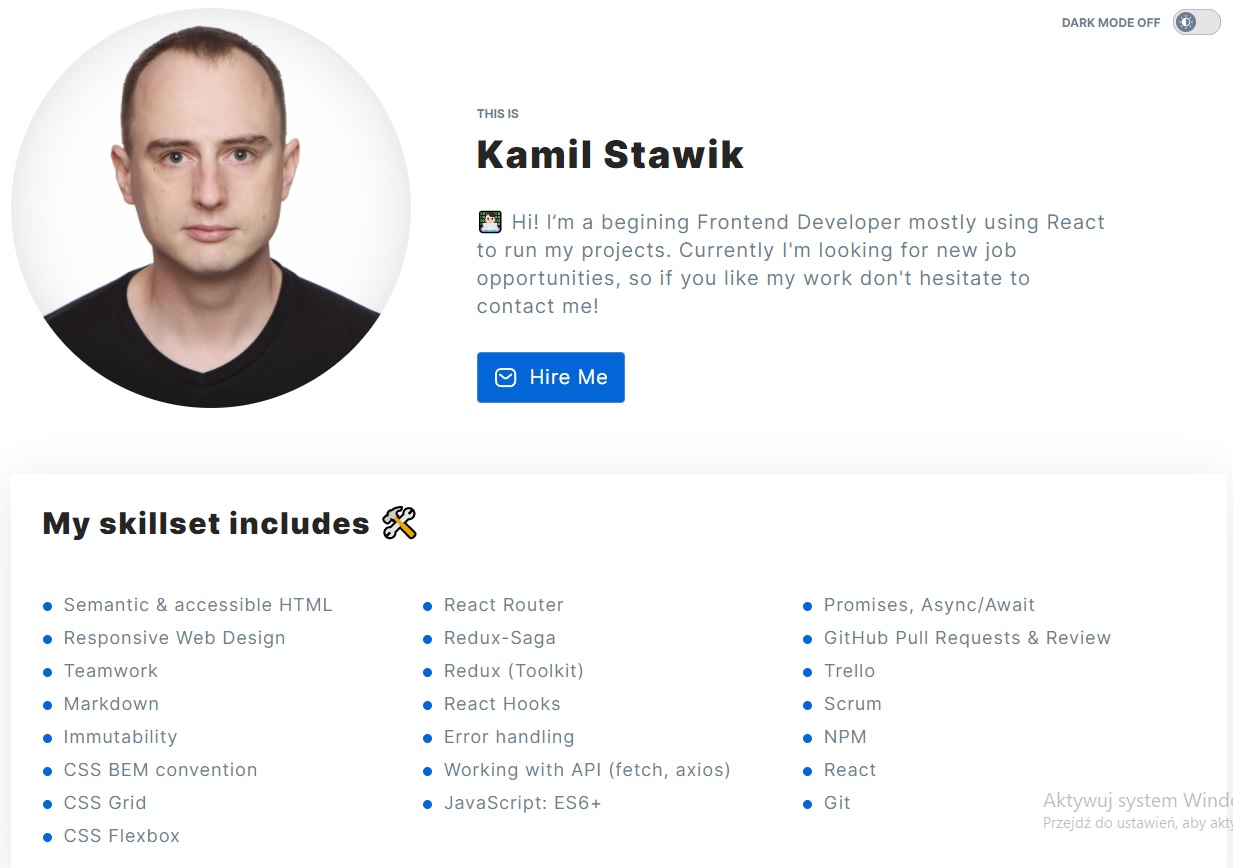 DARK MODE OFF
THIS IS
Kamil Stawik
Hi! I’m a begining Frontend Developer mostly using React
to run my projects. Currently I'm looking for new job
opportunities, so if you like my work don't hesitate to
contact me!
Hire Me
My skillset includes
Semantic & accessible HTML
Responsive Web Design
Teamwork
Markdown
Immutability
CSS BEM convention
CSS Grid
CSS Flexbox
React Router
Redux-Saga
Redux (Toolkit)
React Hooks
Error handling
Working with API (fetch, axios)
JavaScript: ES6+
Promises, Async/Await
GitHub Pull Requests & Review
Trello
Scrum
NPM
React
Git
Aktywuj system
Przejdź do ustawień, aby